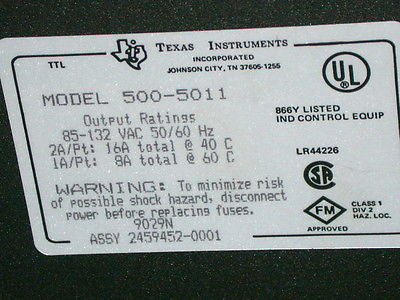 TTL
TEXAS INSTRUMENTS
INCORPORATED
JOHNSON CITY, TN 37605-1255
UL
MODEL 500-5011
866Y LISTED
IND CONTROL EQUIP
Output Ratings
85-132 VAC 50/60 Hz
2A/Pt: 16A total @ 40 C
1A/Pt: 8A total @ 60 C
LR44226
SA
WARNING: To minimize risk
of possible shock hazard, disconnect
power before replacing fuses.
9029N
ASSY 2459452-0001
FM
APPROVED
CLASS 1
DIV 2
HAZ. LOC.